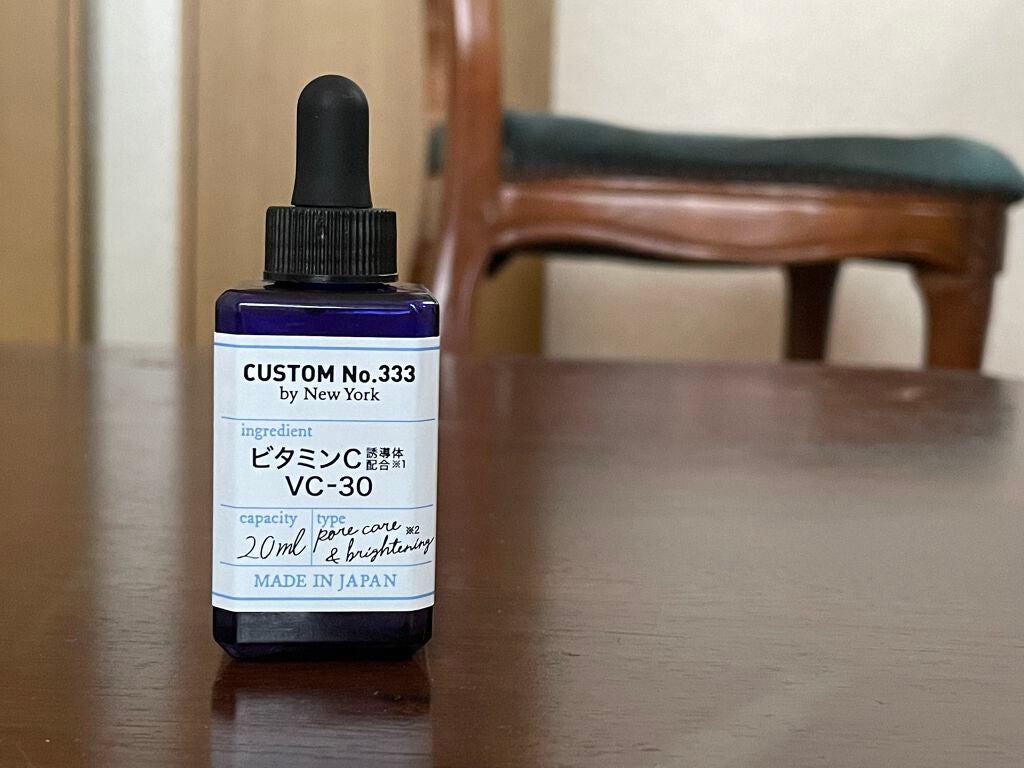 CUSTOM No.333
by New York
ingredient
ビタミンC 誘導体配合※1
VC-30
capacity
20ml
type
pore care
& brightening ※2
MADE IN JAPAN